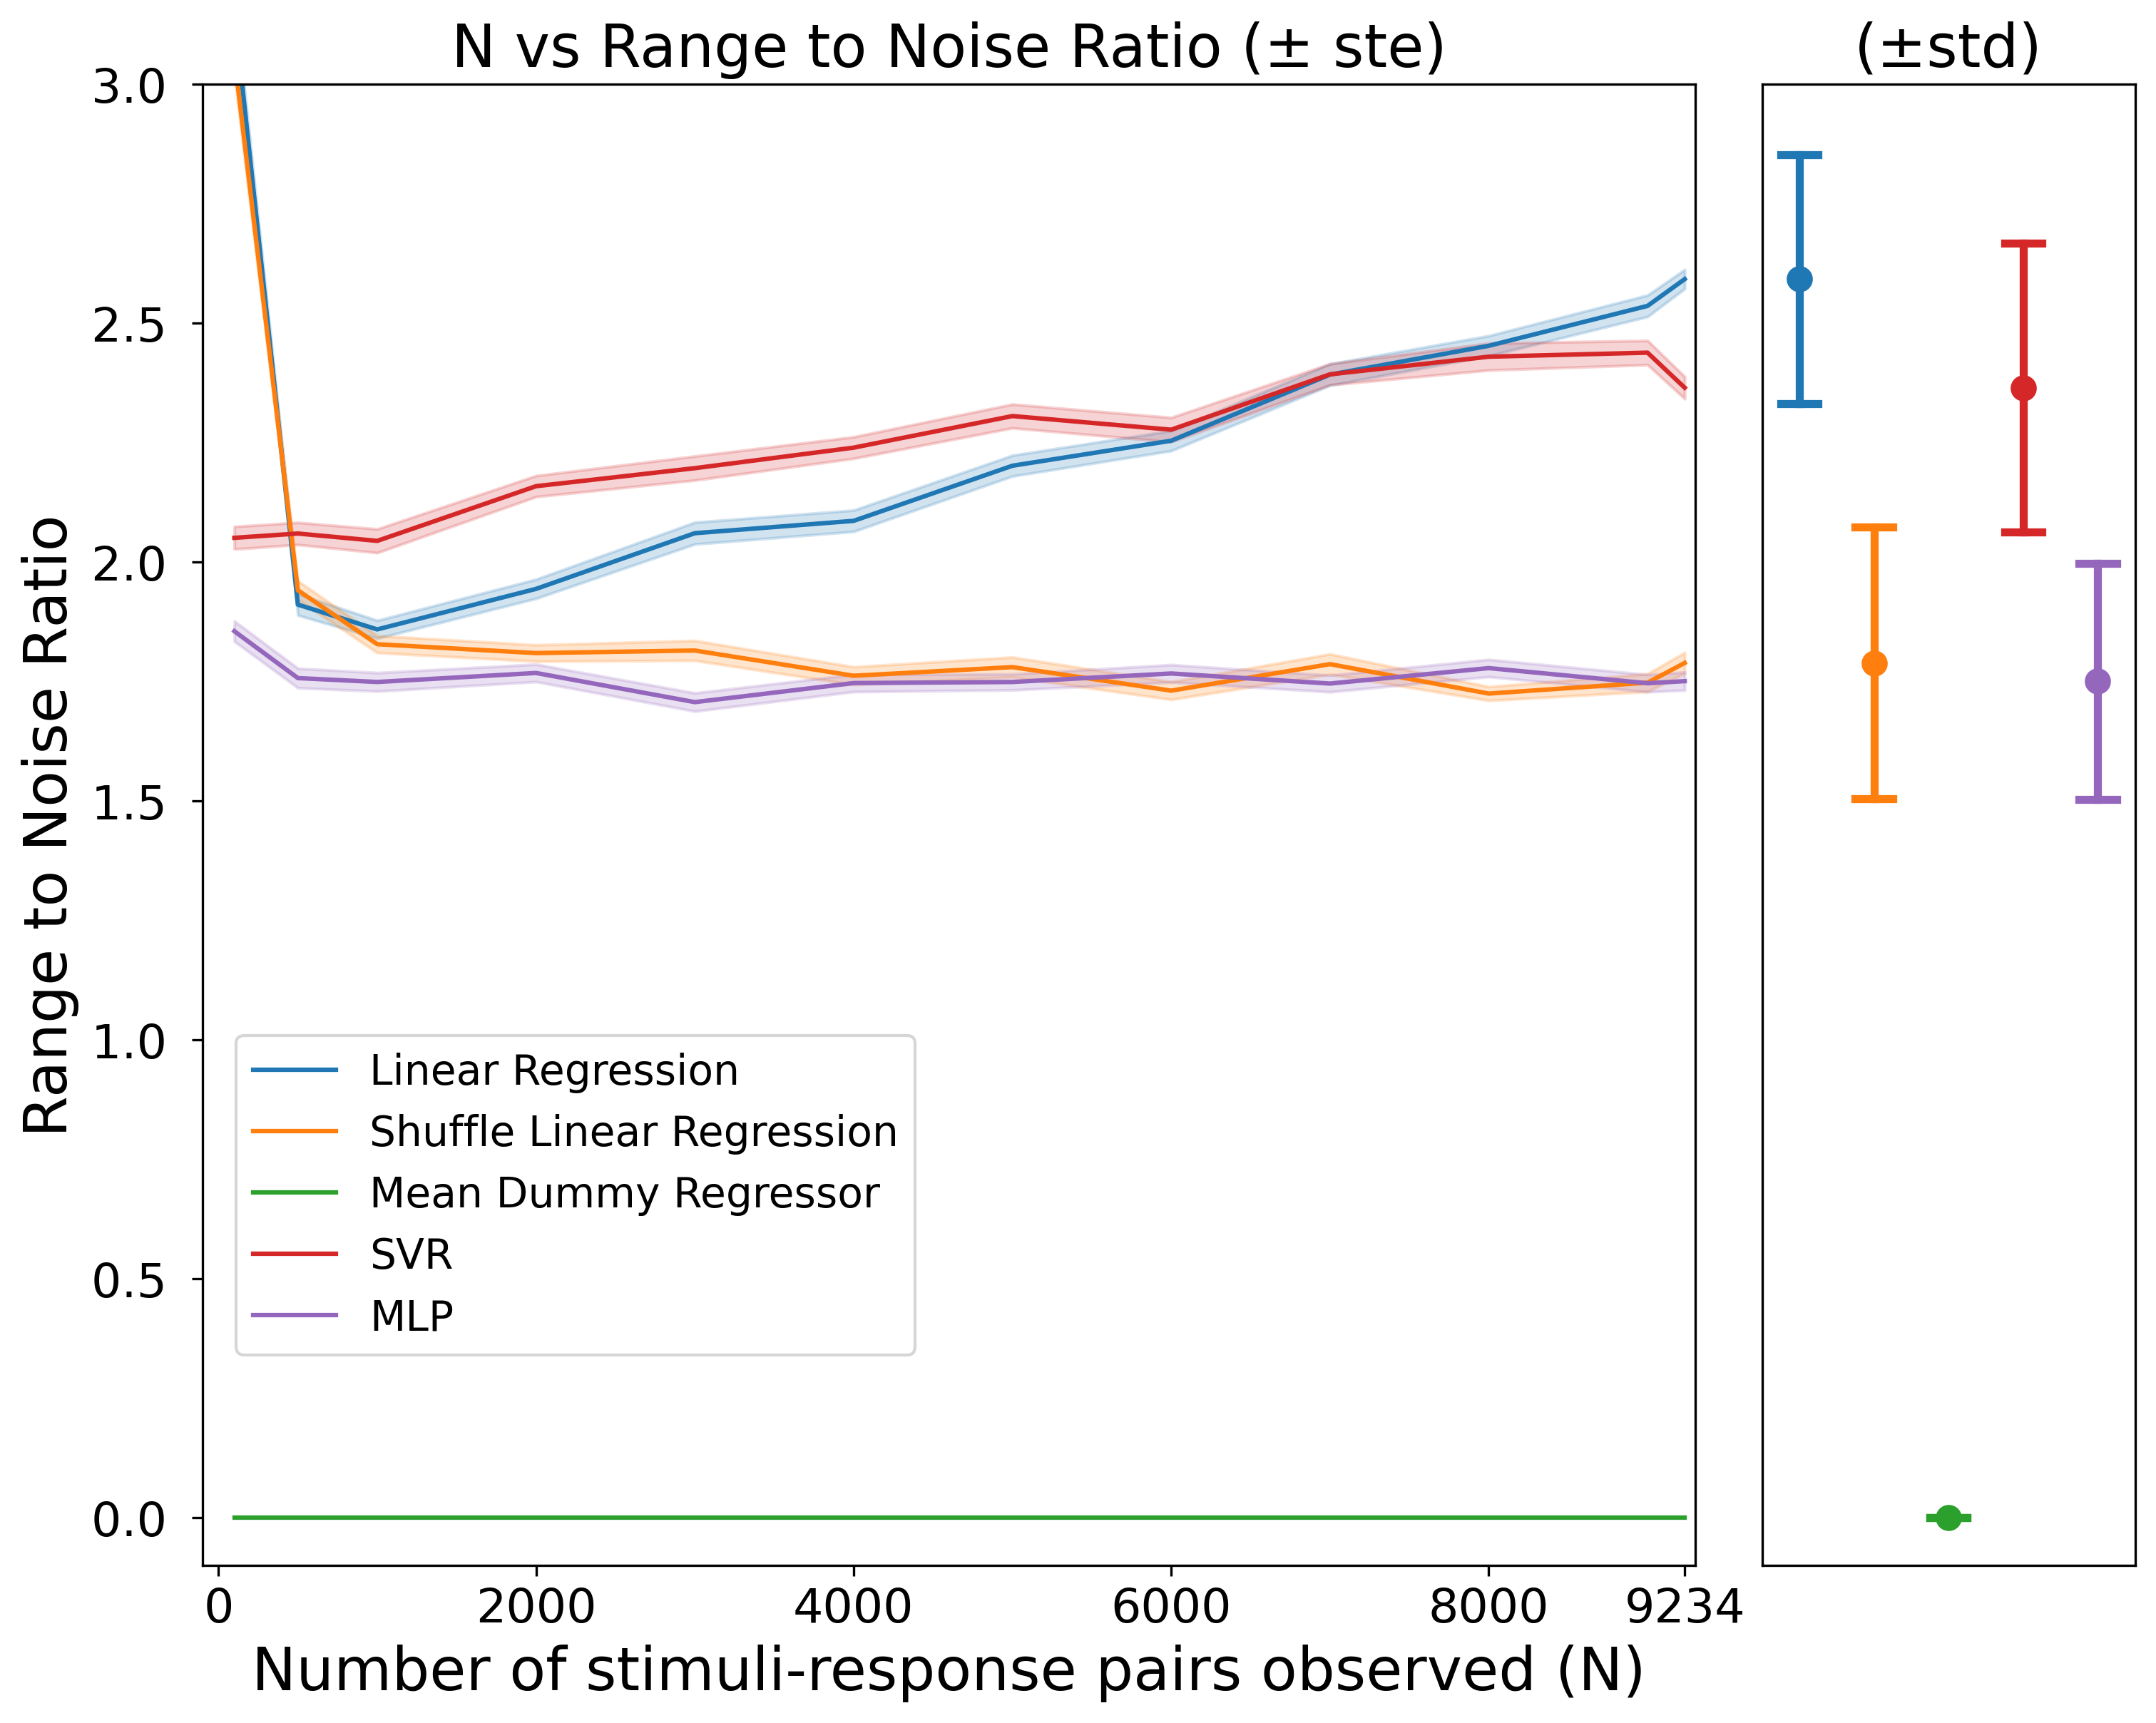 N vs Range to Noise Ratio (± ste)
(±std)
Range to Noise Ratio
3.0
2.5
2.0
1.5
1.0
0.5
0.0
Linear Regression
Shuffle Linear Regression
Mean Dummy Regressor
SVR
MLP
0 2000 4000 6000 8000 9234
Number of stimuli-response pairs observed (N)